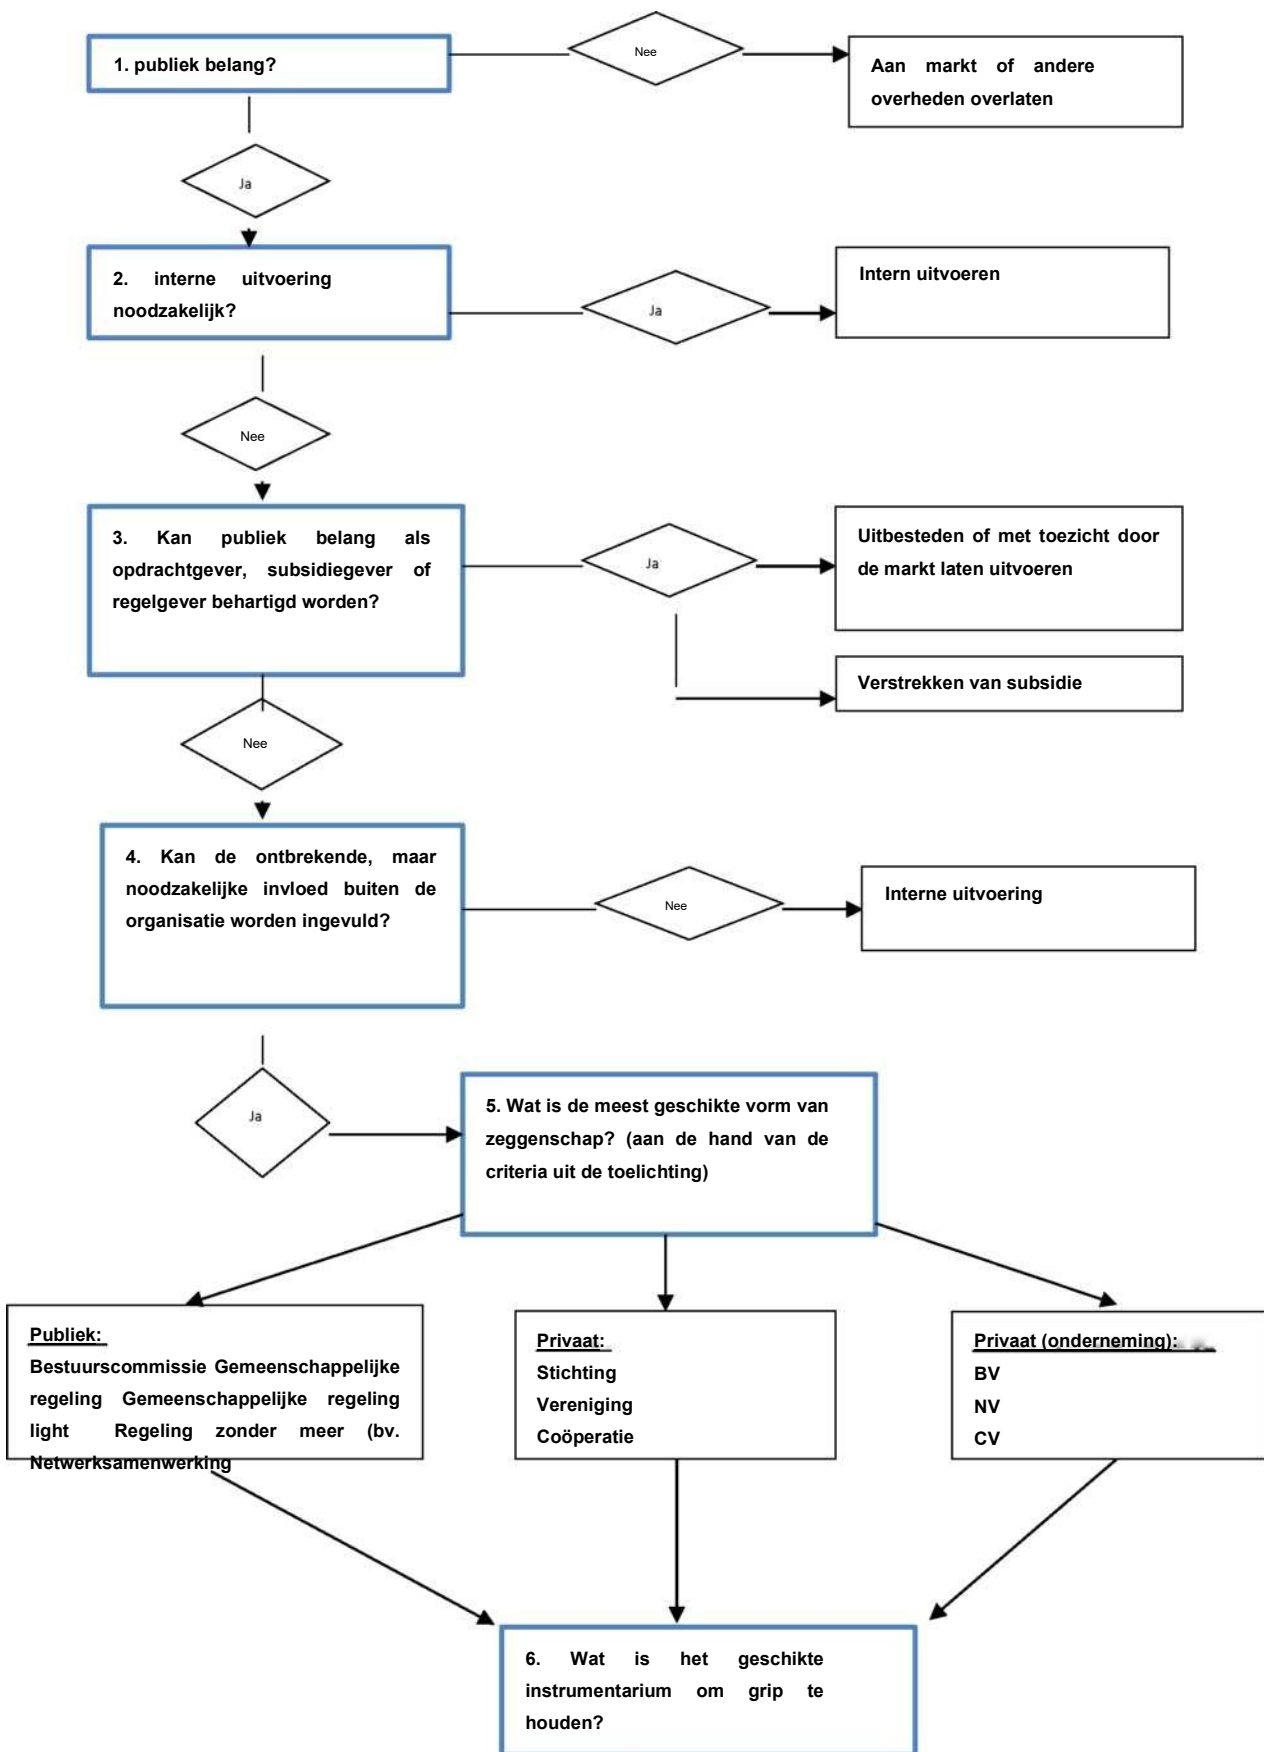 1. publiek belang?
Nee
Aan markt of andere
overheden overlaten
Ja
2. interne uitvoering
noodzakelijk?
Ja
Intern uitvoeren
Nee
3. Kan publiek belang als
opdrachtgever, subsidiegever of
regelgever behartigd worden?
Ja
Uitbesteden of met toezicht door
de markt laten uitvoeren
Verstrekken van subsidie
Nee
4. Kan de ontbrekende, maar
noodzakelijke invloed buiten de
organisatie worden ingevuld?
Nee
Interne uitvoering
Ja
5. Wat is de meest geschikte vorm van
zeggenschap? (aan de hand van de
criteria uit de toelichting)
Publiek:
Bestuurscommissie Gemeenschappelijke
regeling Gemeenschappelijke regeling
light Regeling zonder meer (bv.
Netwerksamenwerking
Privaat:
Stichting
Vereniging
Coöperatie
Privaat (onderneming):
BV
NV
CV
6. Wat is het geschikte
instrumentarium om grip te
houden?